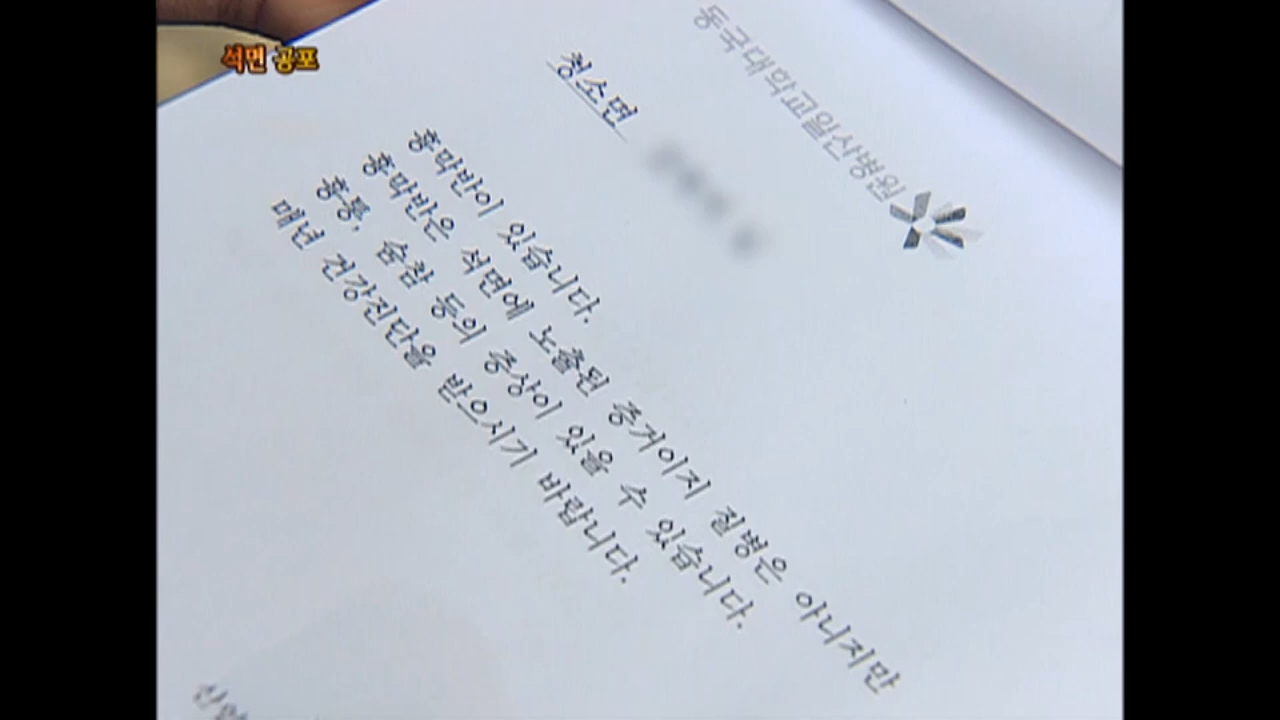 석면 공포
동국대학교일산병원
청소면
흉막반이 있습니다.
흉막반은 석면에 노출된 증거이지 질병은 아니지만
흉통, 숨참 등의 증상이 있을 수 있습니다.
매년 건강진단을 받으시기 바랍니다.